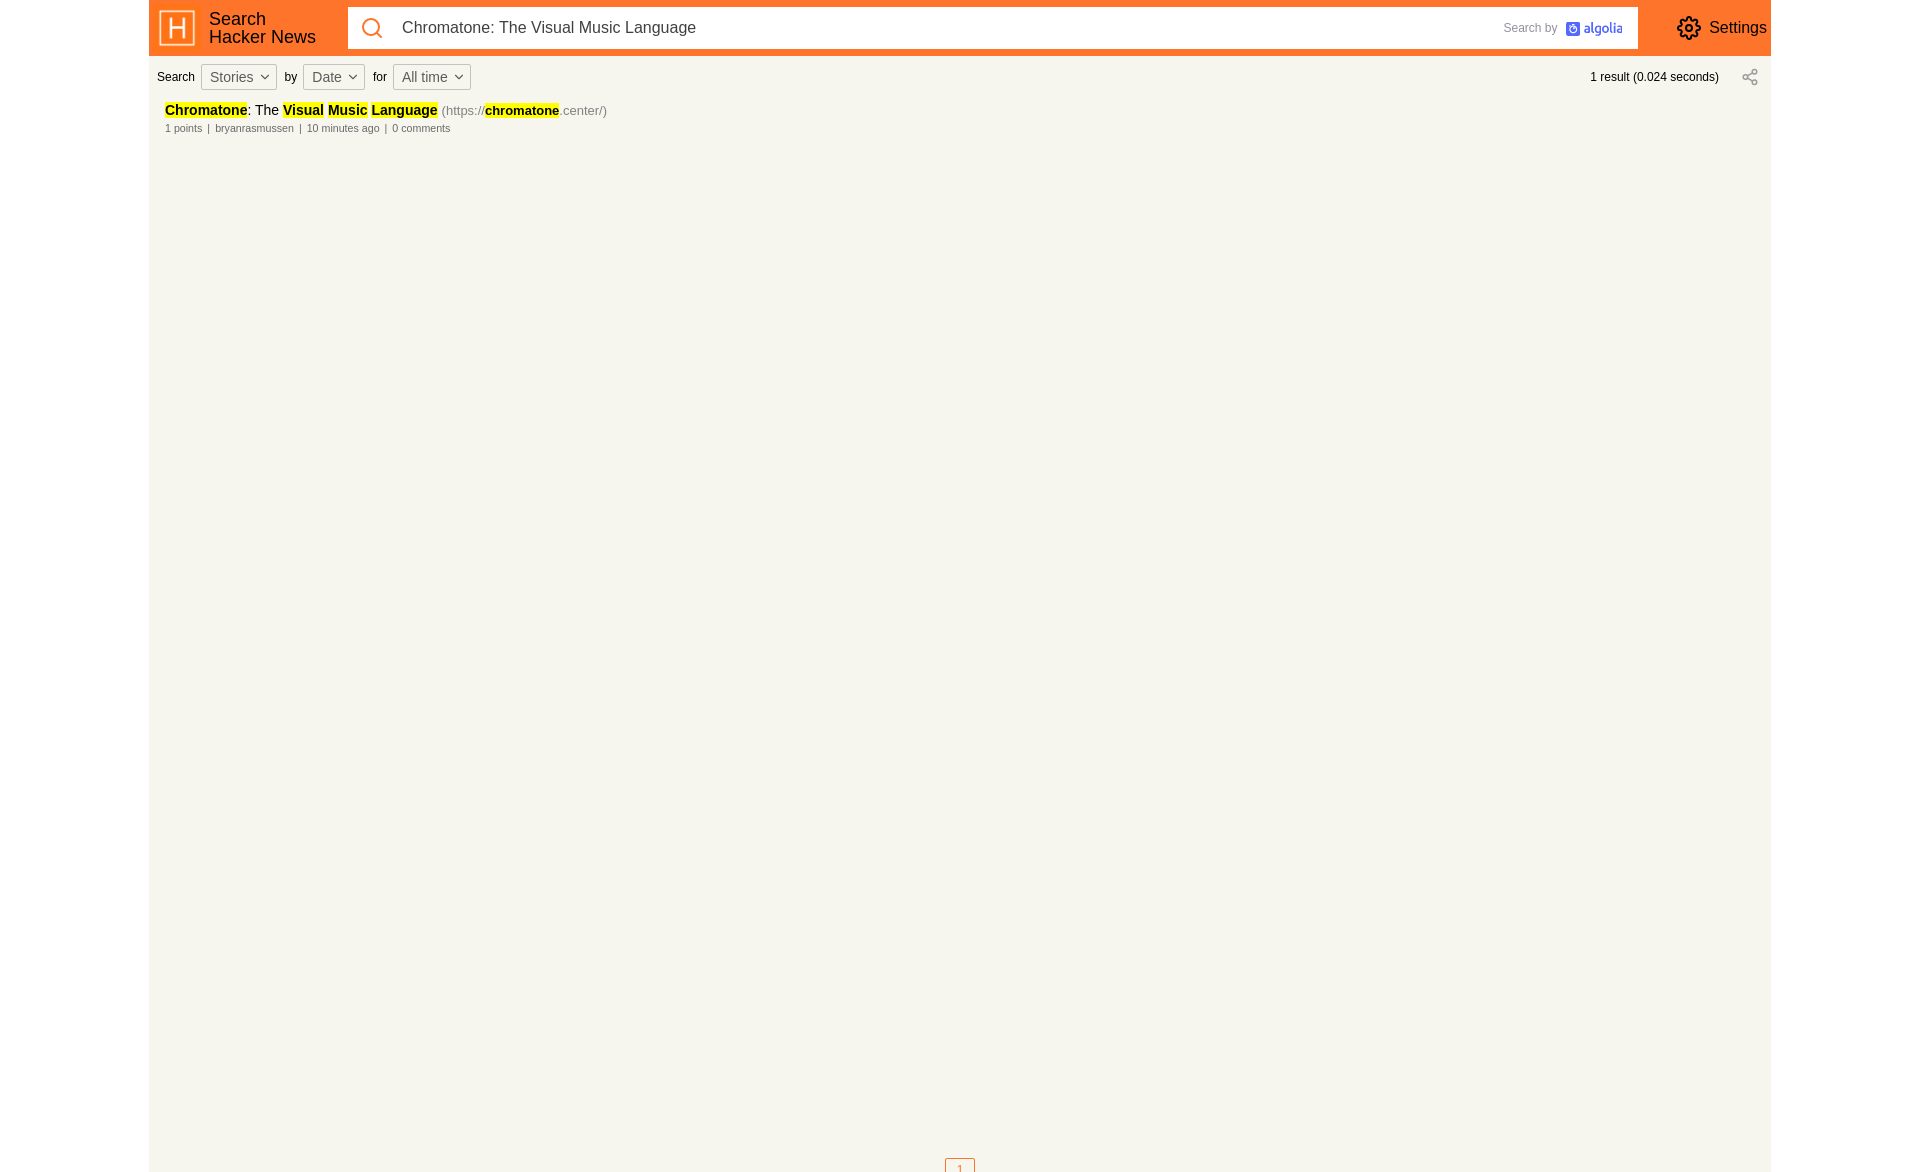 Search
Hacker News
Chromatone: The Visual Music Language
Search by algolia
Settings
Search Stories by Date for All time
1 result (0.024 seconds)
Chromatone: The Visual Music Language (https://chromatone.center/)
1 points | bryanrasmussen | 10 minutes ago | 0 comments
1